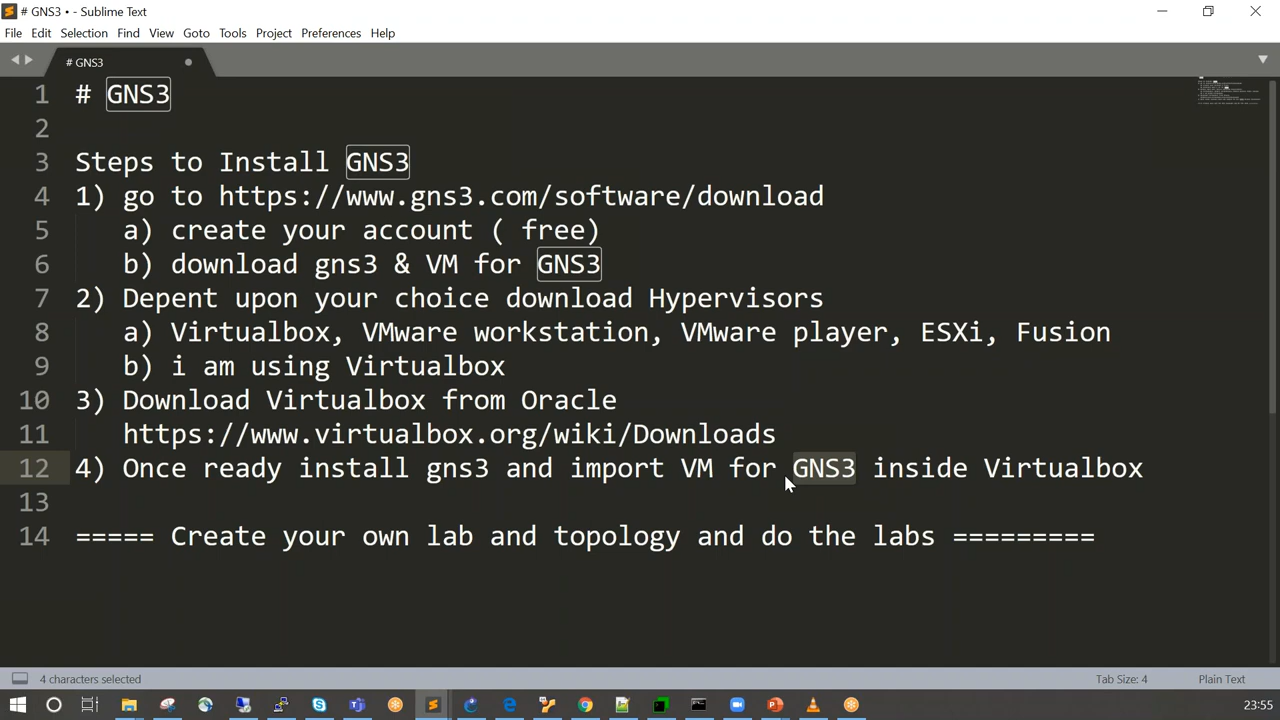 # GNS3 • - Sublime Text
File Edit Selection Find View Goto Tools Project Preferences Help
# GNS3
1 # GNS3
2
3 Steps to Install GNS3
4 1) go to https://www.gns3.com/software/download
5 a) create your account ( free)
6 b) download gns3 & VM for GNS3
7 2) Depent upon your choice download Hypervisors
8 a) Virtualbox, VMware workstation, VMware player, ESXi, Fusion
9 b) i am using Virtualbox
10 3) Download Virtualbox from Oracle
11 https://www.virtualbox.org/wiki/Downloads
12 4) Once ready install gns3 and import VM for GNS3 inside Virtualbox
13
14 ===== Create your own lab and topology and do the labs =========
4 characters selected Tab Size: 4 Plain Text
23:55